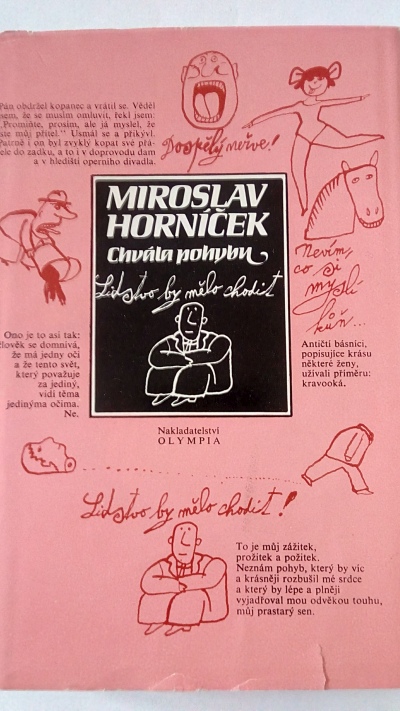 Pán obdržel kopanec a vrátil se. Věděl
jsem, že se musím omluvit, řekl jsem:
„Promiňte, prosím, ale já myslel, že
jste můj přítel.“ Usmál se a přikývl.
Patrně i on byl zvyklý kopat své přá-
tele do zadku, a to i v doprovodu dam
a v hledišti operního divadla.
Dospělý neřve!
MIROSLAV
HORNÍČEK
Chvála pohybu
Lidstvo by mělo chodit
Nevím,
co si
myslí
kůň...
Ono je to asi tak:
člověk se domnívá,
že má jedny oči
a že tento svět,
který považuje
za jediný,
vidí těma
jedinýma očima.
Ne.
Antičtí básníci,
popisujíce krásu
některé ženy,
užívali příměru:
kravooká.
Nakladatelství
OLYMPIA
Lidstvo by mělo chodit!
To je můj zážitek,
prožitek a požitek.
Neznám pohyb, který by víc
a krásněji rozbušil mé srdce
a který by lépe a plněji
vyjadřoval mou odvěkou touhu,
můj prastarý sen.